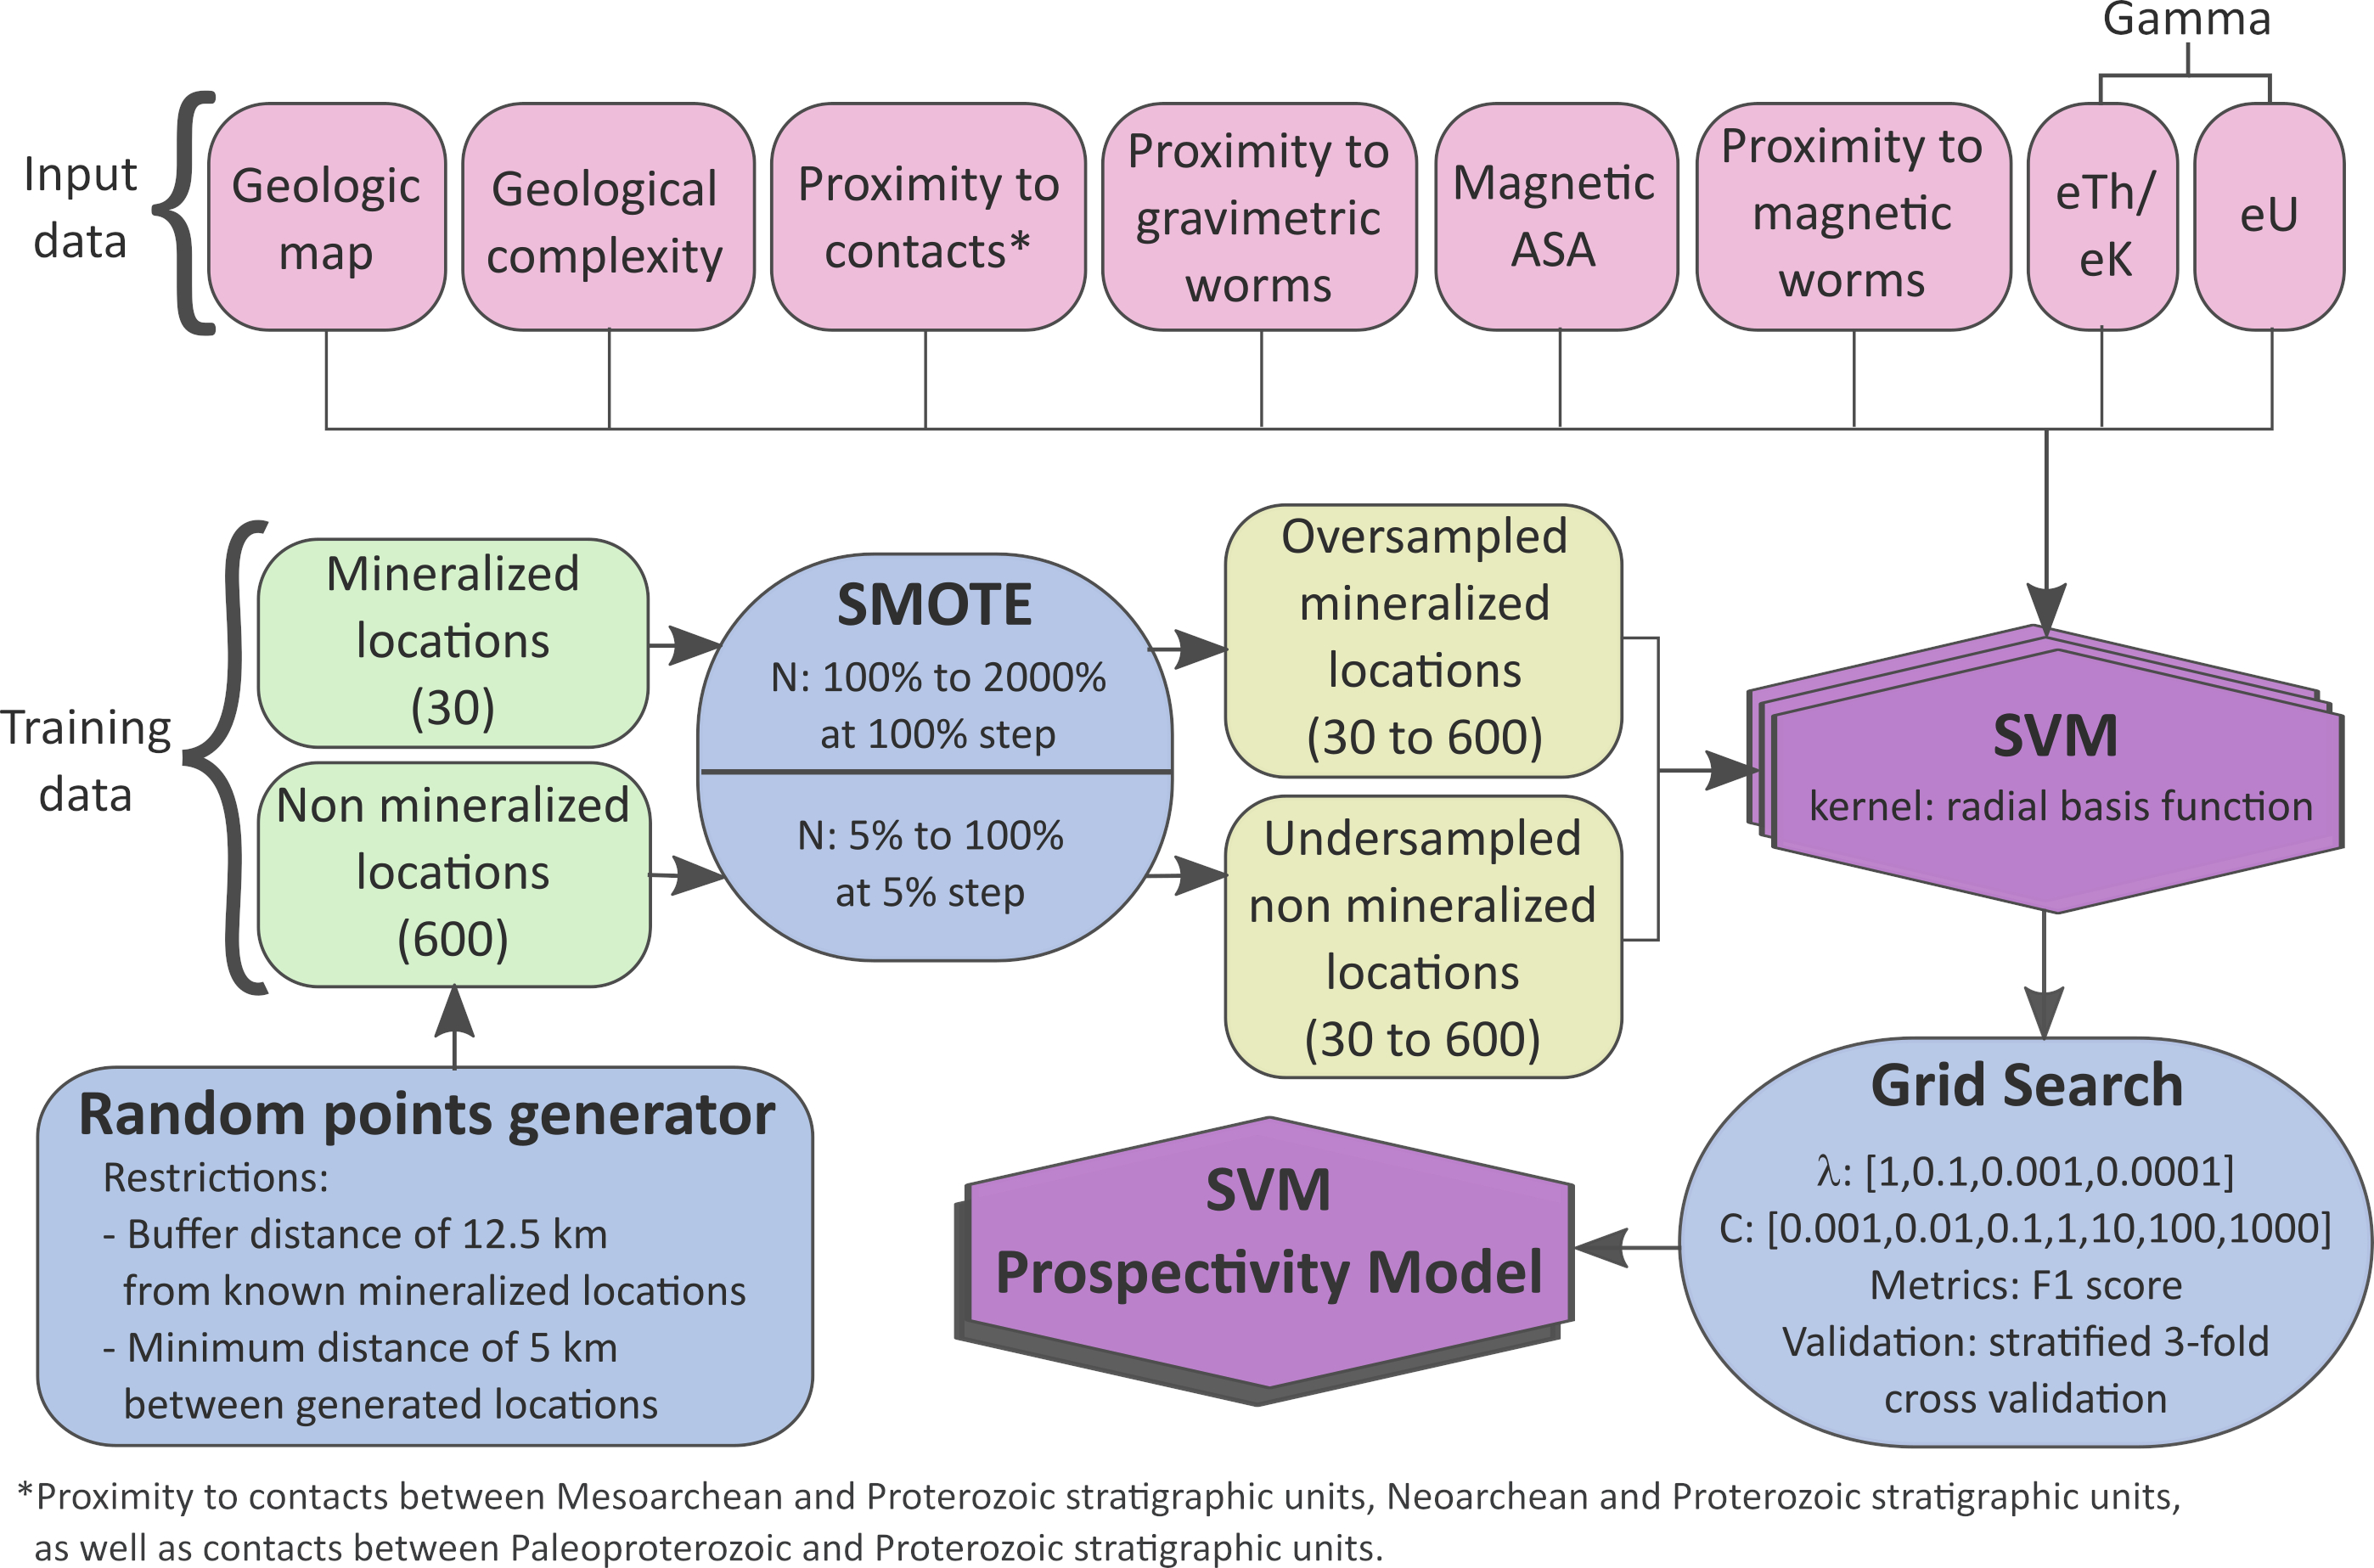 Gamma
Input
data
Geologic
map
Geological
complexity
Proximity to
contacts*
Proximity to
gravimetric
worms
Magnetic
ASA
Proximity to
magnetic
worms
eTh/
eK
eU
Training
data
Mineralized
locations
(30)
Non mineralized
locations
(600)
SMOTE
N: 100% to 2000%
at 100% step
N: 5% to 100%
at 5% step
Oversampled
mineralized
locations
(30 to 600)
Undersampled
non mineralized
locations
(30 to 600)
SVM
kernel: radial basis function
Random points generator
Restrictions:
- Buffer distance of 12.5 km
from known mineralized locations
- Minimum distance of 5 km
between generated locations
SVM
Prospectivity Model
Grid Search
λ: [1,0.1,0.001,0.0001]
C: [0.001,0.01,0.1,1,10,100,1000]
Metrics: F1 score
Validation: stratified 3-fold
cross validation
*Proximity to contacts between Mesoarchean and Proterozoic stratigraphic units, Neoarchean and Proterozoic stratigraphic units,
as well as contacts between Paleoproterozoic and Proterozoic stratigraphic units.